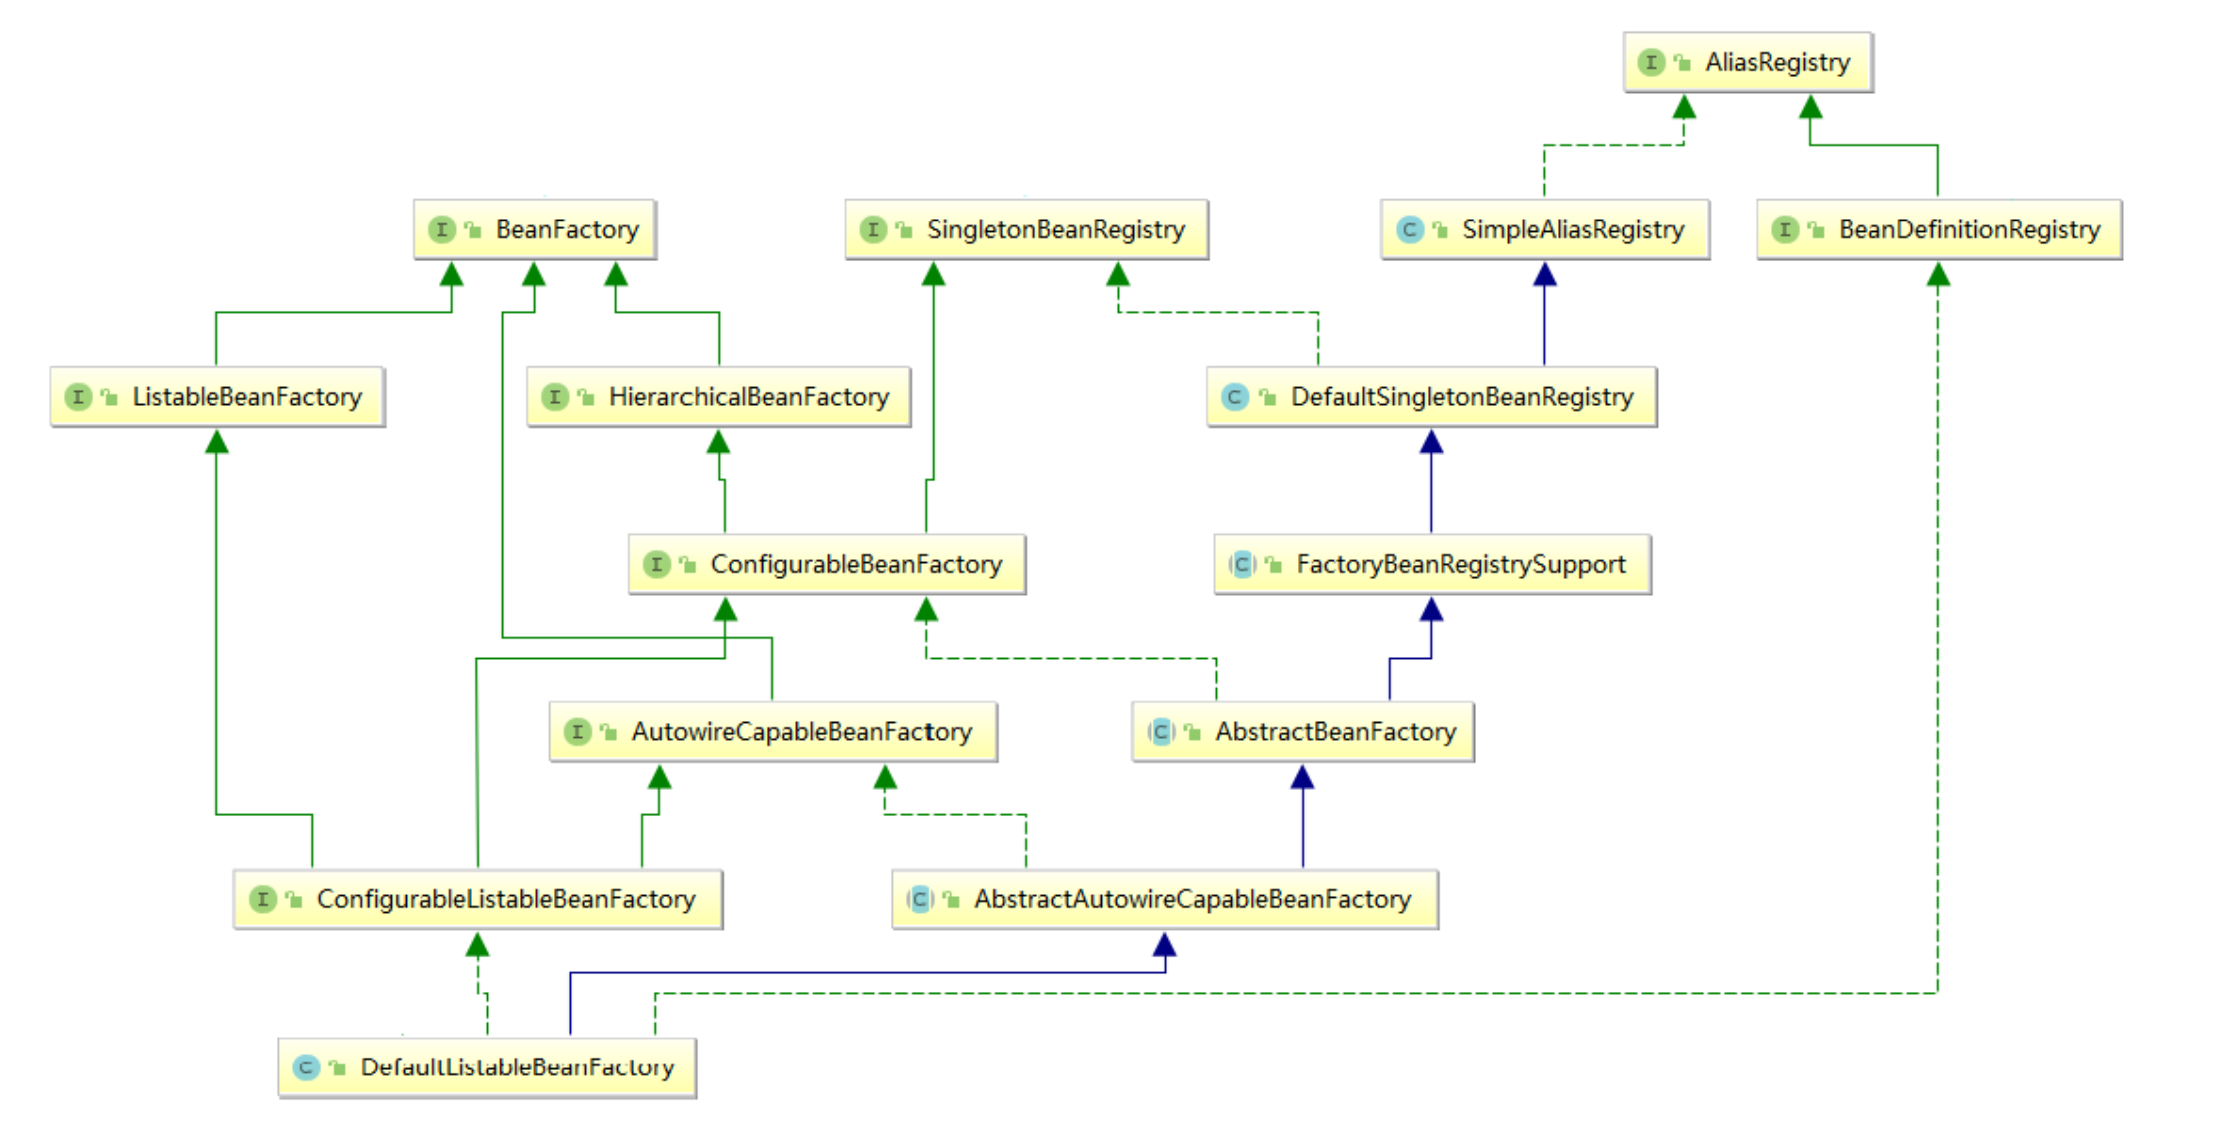 I AliasRegistry
I BeanFactory
I SingletonBeanRegistry
C SimpleAliasRegistry
I BeanDefinitionRegistry
I ListableBeanFactory
I HierarchicalBeanFactory
C DefaultSingletonBeanRegistry
I ConfigurableBeanFactory
C FactoryBeanRegistrySupport
I AutowireCapableBeanFactory
C AbstractBeanFactory
I ConfigurableListableBeanFactory
C AbstractAutowireCapableBeanFactory
C DefaultListableBeanFactory